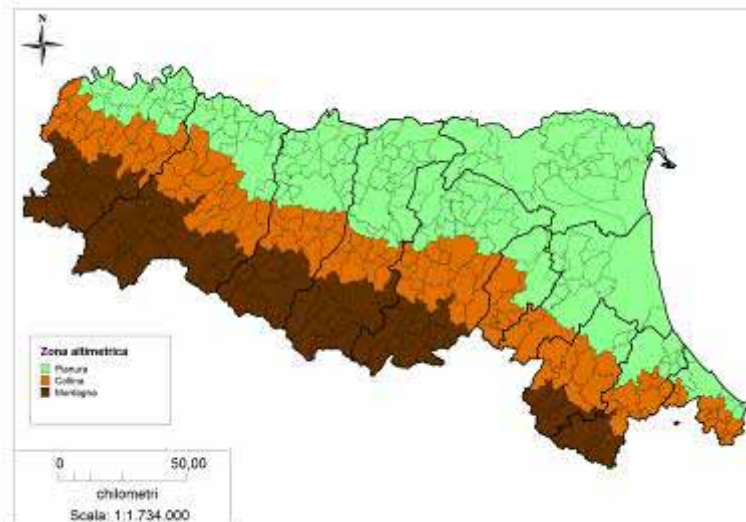 N
Zona altimetrica
Pianura
Collina
Montagna
0 50,00
chilometri
Scala: 1:1.734.000